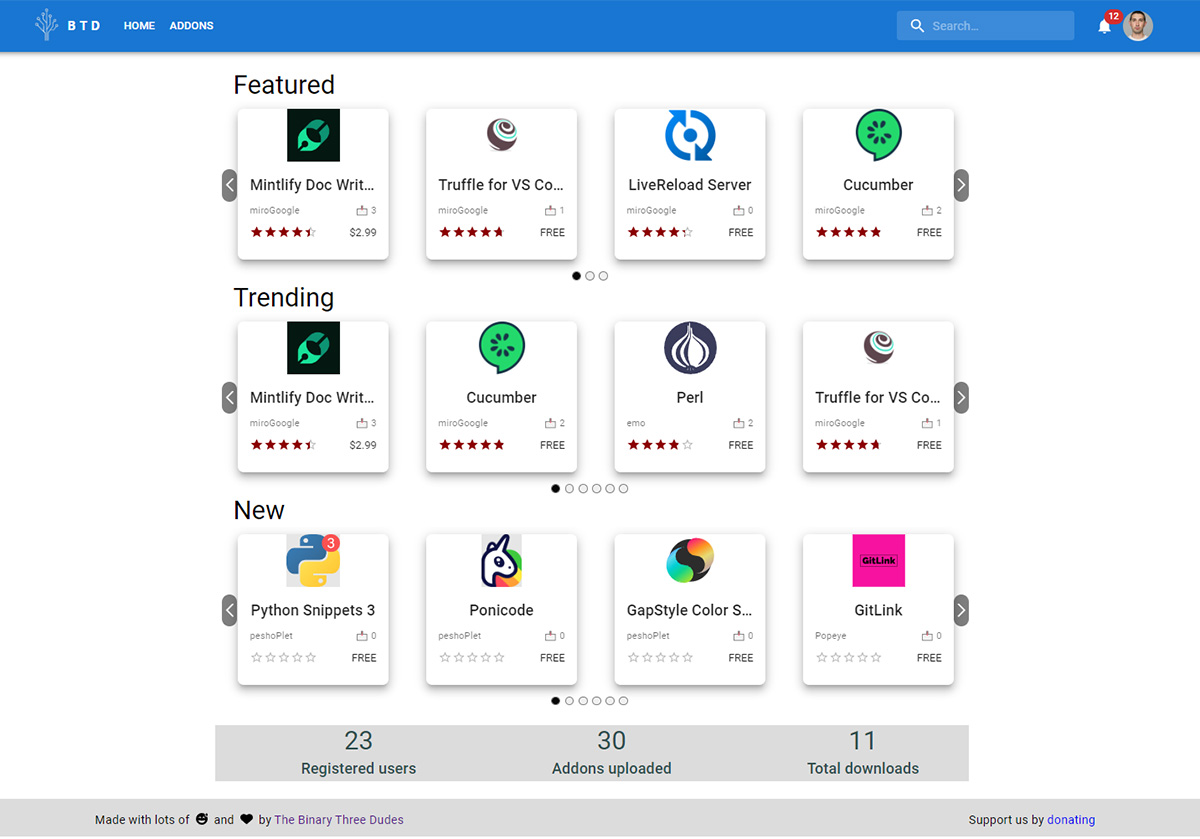 BTD HOME ADDONS Search... 12
Featured
Mintlify Doc Writ... Truffle for VS Co... LiveReload Server Cucumber
miroGoogle 3 miroGoogle 1 miroGoogle 0 miroGoogle 2
$2.99 FREE FREE FREE
Trending
Mintlify Doc Writ... Cucumber Perl Truffle for VS Co...
miroGoogle 3 miroGoogle 2 emo 2 miroGoogle 1
$2.99 FREE FREE FREE
New
3 GitLink
Python Snippets 3 Ponicode GapStyle Color S... GitLink
peshoPlet 0 peshoPlet 0 peshoPlet 0 Popeye 0
FREE FREE FREE FREE
23 30 11
Registered users Addons uploaded Total downloads
Made with lots of and by The Binary Three Dudes Support us by donating